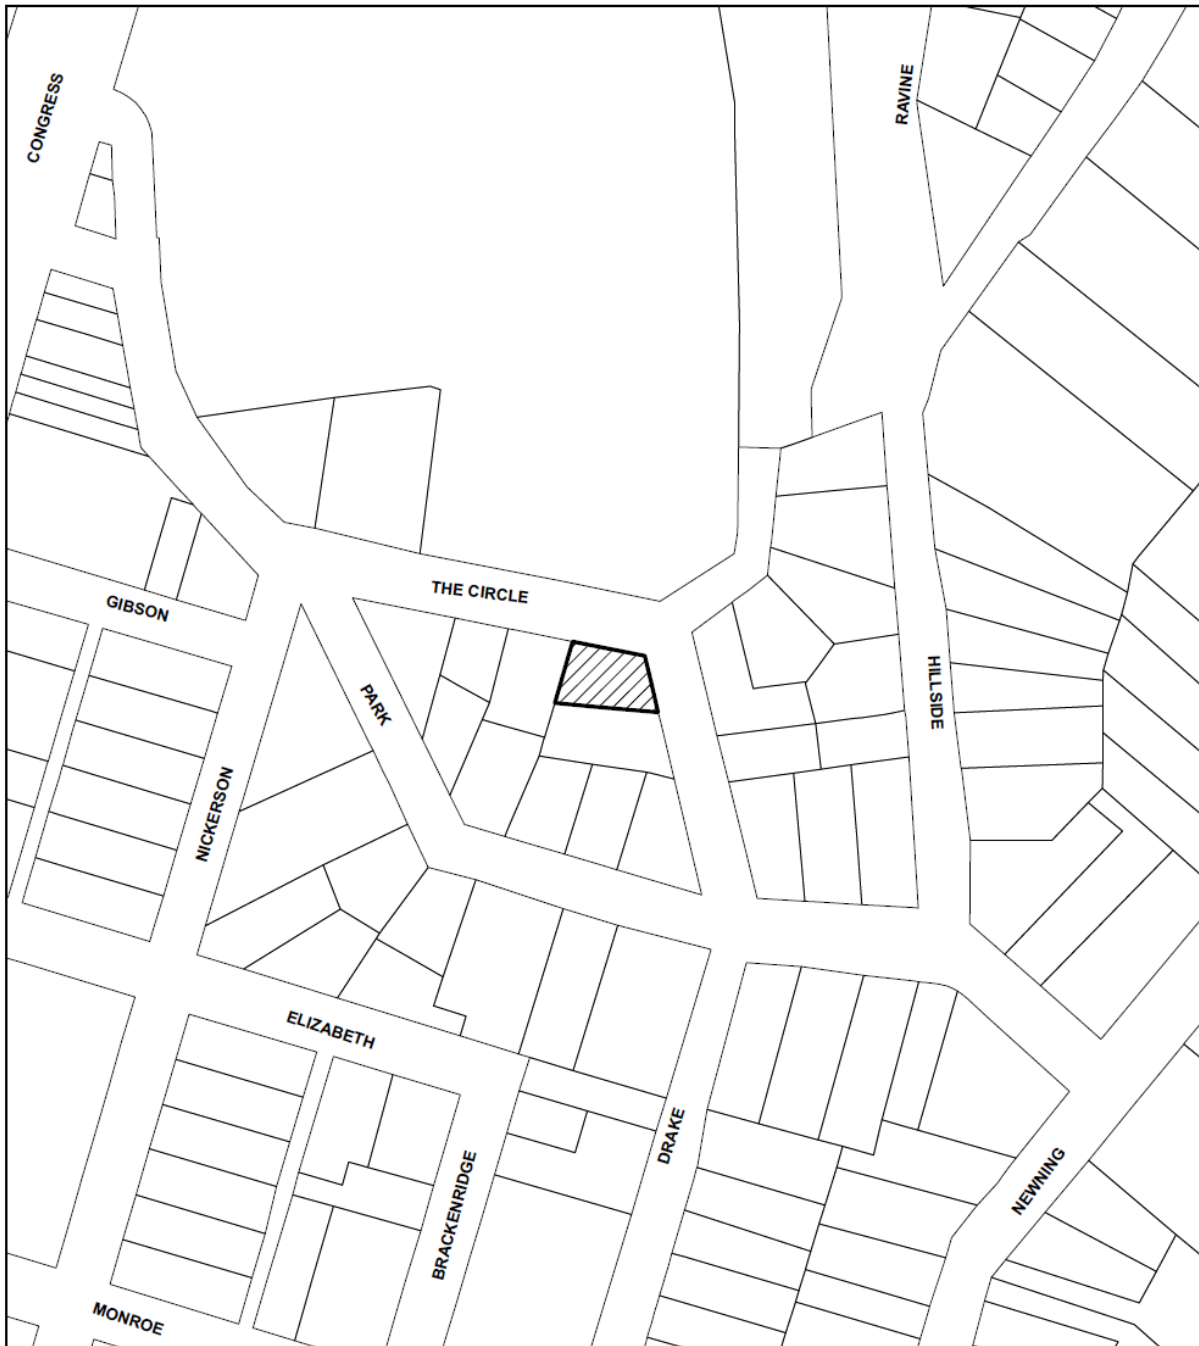 CONGRESS
RAVINE
THE CIRCLE
GIBSON
PARK
HILLSIDE
NICKERSON
ELIZABETH
DRAKE
NEWNING
BRACKENRIDGE
MONROE